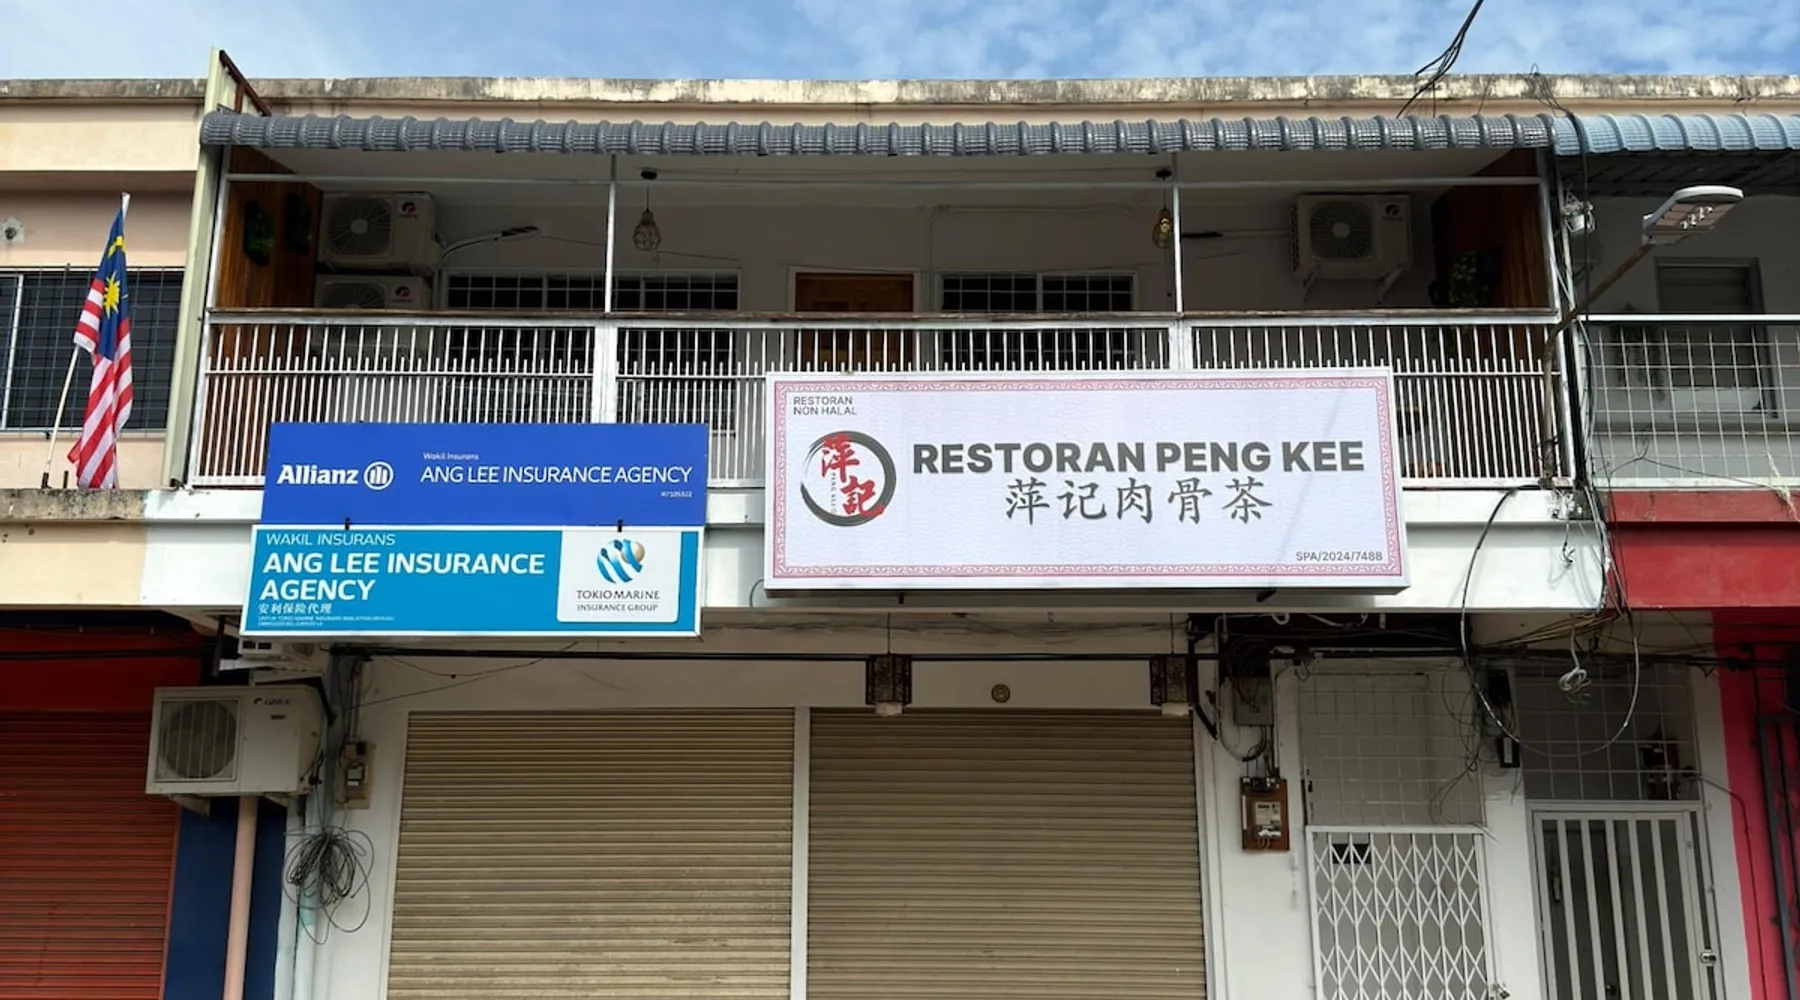 Allianz
Wakil Insurans
ANG LEE INSURANCE AGENCY
WAKIL INSURANS
ANG LEE INSURANCE
AGENCY
安利保险代理
TOKIO MARINE
INSURANCE GROUP
RESTORAN
NON HALAL
萍記
RESTORAN PENG KEE
萍记肉骨茶
SPA/2024/7488